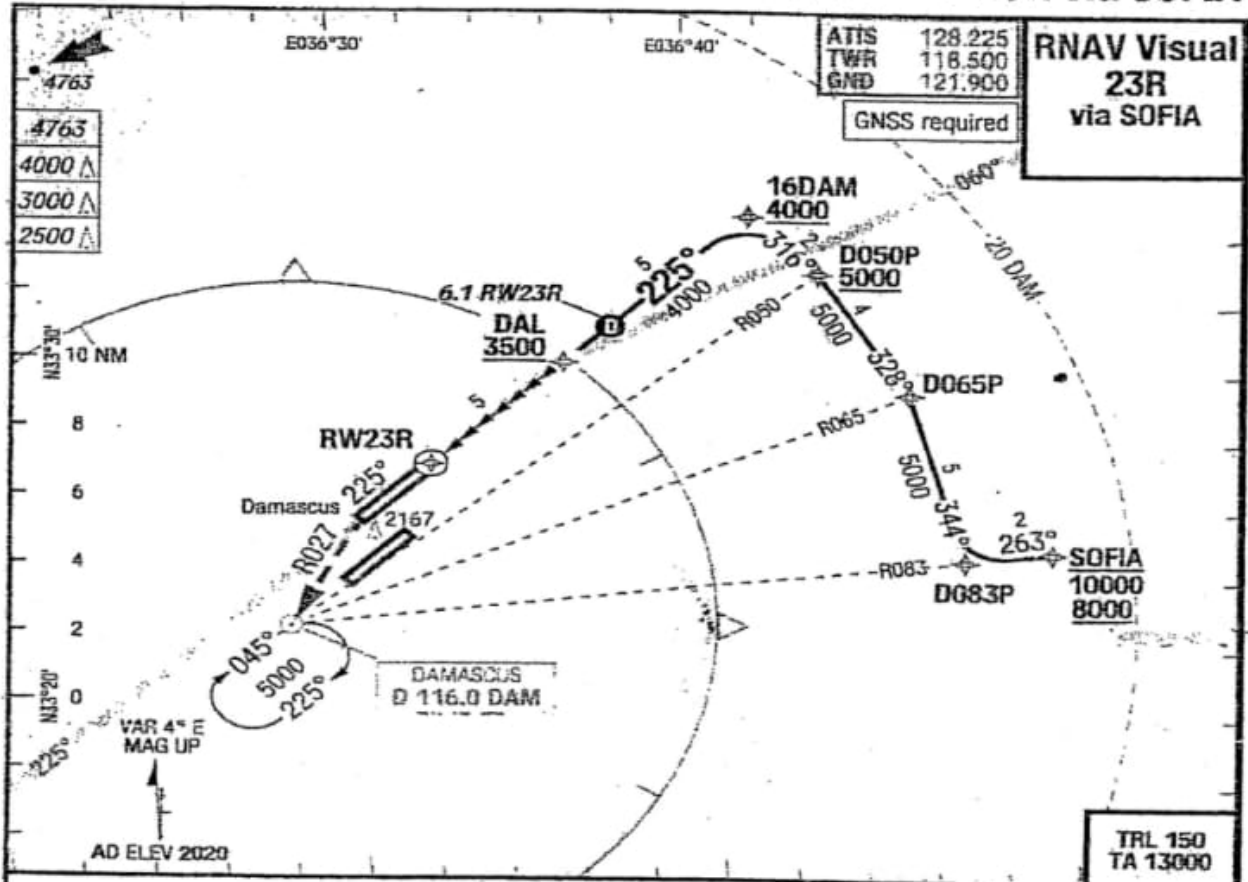 E036°30'
E036°40'
ATIS 128.225
TWR 118.500
GND 121.900
GNSS required
RNAV Visual
23R
via SOFIA
4763
4763
4000
3000
2500
16DAM
4000
060°
20 DAM
2
316°
D050P
5000
5
225°
4000
6.1 RW23R
DAL
3500
R050
4
5000
328°
D065P
N33°30'
10 NM
R065
5
5
5000
344°
8
RW23R
225°
Damascus
2167
R027
6
4
2
263°
SOFIA
10000
8000
R083
D083P
2
045°
5000
225°
DAMASCUS
D 116.0 DAM
N33°20'
0
VAR 4° E
MAG UP
225°
AD ELEV 2020
TRL 150
TA 13000